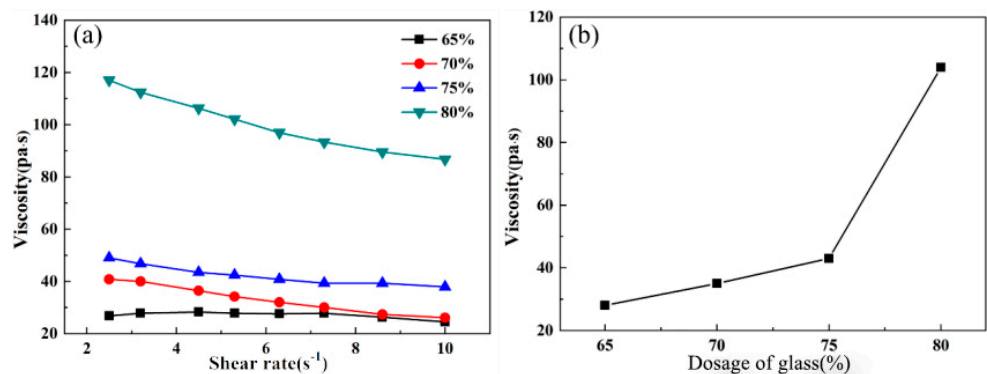 (a)
65%
70%
75%
80%
140
120
100
80
60
40
20
Viscosity(pa·s)
2 4 6 8 10
Shear rate(s⁻¹)
(b)
120
100
80
60
40
20
Viscosity(pa·s)
65 70 75 80
Dosage of glass(%)